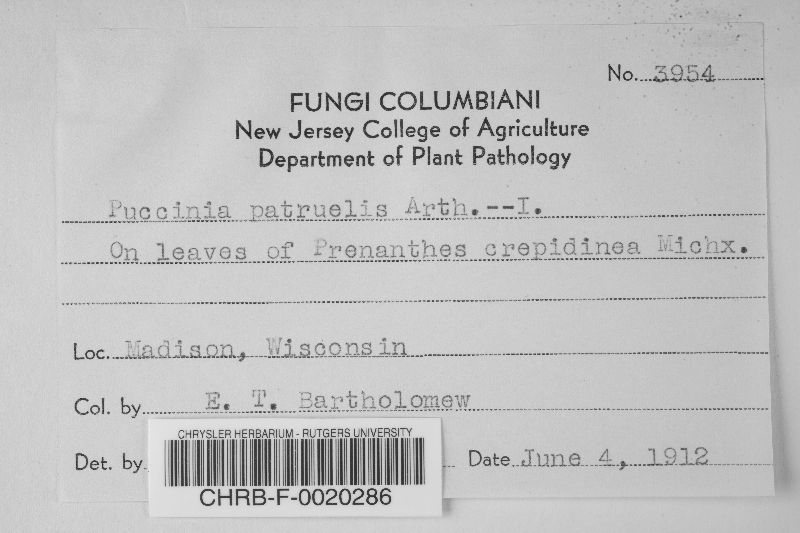 No. 3954
FUNGI COLUMBIANI
New Jersey College of Agriculture
Department of Plant Pathology
Puccinia patruelis Arth.--I.
On leaves of Prenanthes crepidinea Michx.
Loc. Madison, Wisconsin
Col. by E. T. Bartholomew
Det. by
Date June 4, 1912
CHRYSLER HERBARIUM - RUTGERS UNIVERSITY
CHRB-F-0020286